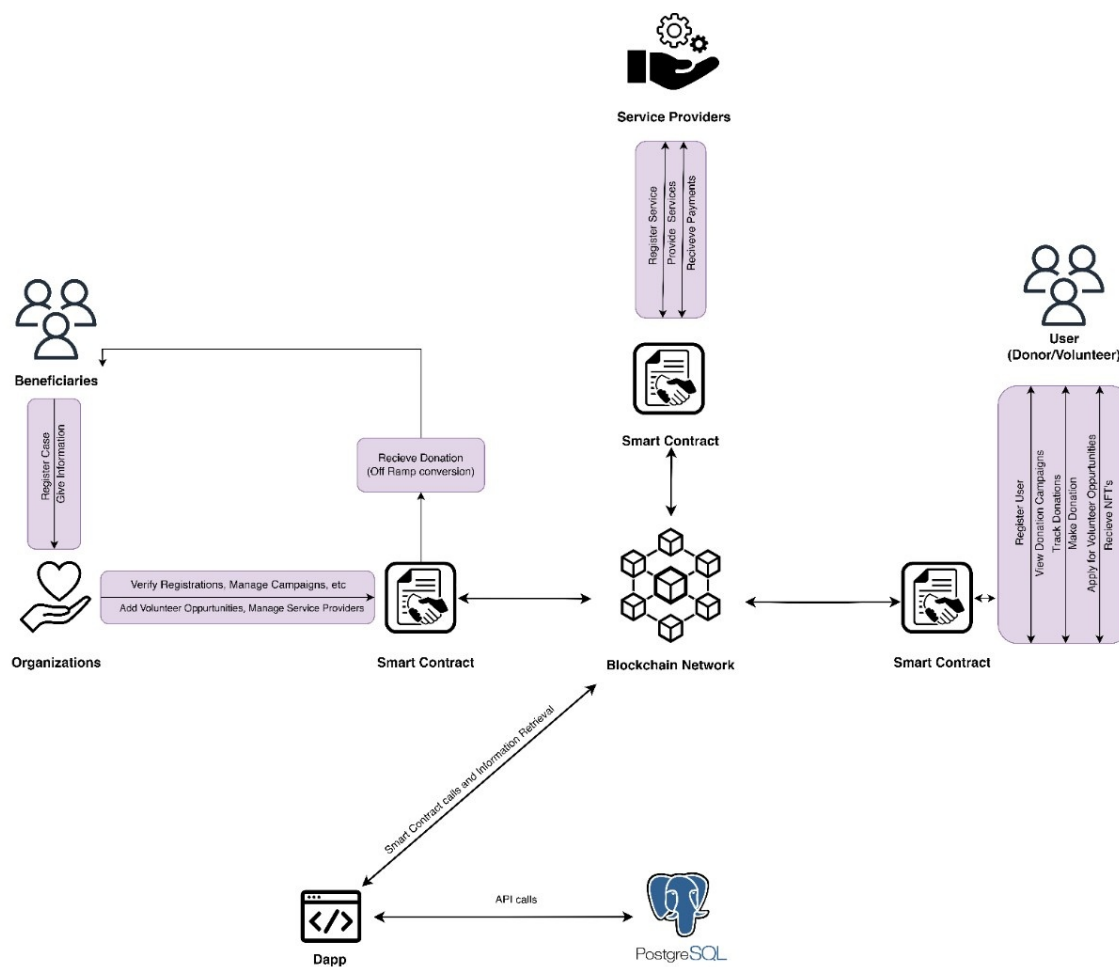 Service Providers
Register Service
Provide Services
Reciveve Payments
Smart Contract
Beneficiaries
Register Case
Give Information
Recieve Donation
(Off Ramp conversion)
User
(Donor/Volunteer)
Register User
View Donation Campaigns
Track Donations
Make Donation
Apply for Volunteer Oppurtunities
Recieve NFT's
Verify Registrations, Manage Campaigns, etc
Add Volunteer Oppurtunities, Manage Service Providers
Organizations
Smart Contract
Blockchain Network
Smart Contract
Smart Contract calls and Information Retrieval
API calls
Dapp
PostgreSQL